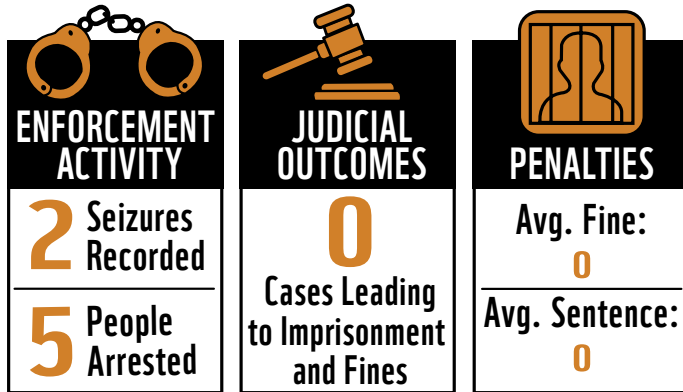 ENFORCEMENT
ACTIVITY
2 Seizures
Recorded
5 People
Arrested
JUDICIAL
OUTCOMES
0
Cases Leading
to Imprisonment
and Fines
PENALTIES
Avg. Fine:
0
Avg. Sentence:
0